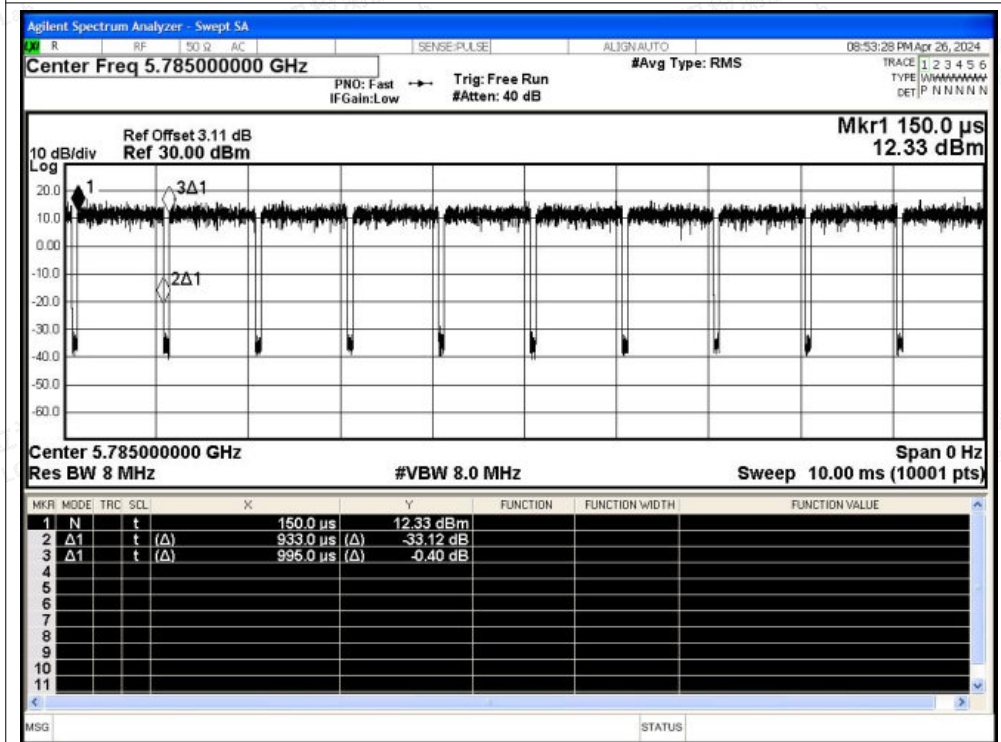 Agilent Spectrum Analyzer - Swept SA
LXI R RF 50 Ω AC SENSE:PULSE ALIGN AUTO 08:53:28 PM Apr 26, 2024
Center Freq 5.785000000 GHz #Avg Type: RMS TRACE 1 2 3 4 5 6
PNO: Fast Trig: Free Run TYPE WWWWWW
IFGain:Low #Atten: 40 dB DET P N N N N N
Mkr1 150.0 µs
Ref Offset 3.11 dB
10 dB/div Ref 30.00 dBm 12.33 dBm
Log
20.0
1 3Δ1
10.0
0.00
-10.0
2Δ1
-20.0
-30.0
-40.0
-50.0
-60.0
Center 5.785000000 GHz Span 0 Hz
Res BW 8 MHz #VBW 8.0 MHz Sweep 10.00 ms (10001 pts)
MKR MODE TRC SCL X Y FUNCTION FUNCTION WIDTH FUNCTION VALUE
1 N t 150.0 µs 12.33 dBm
2 Δ1 t (Δ) 933.0 µs (Δ) -33.12 dB
3 Δ1 t (Δ) 995.0 µs (Δ) -0.40 dB
4
5
6
7
8
9
10
11
MSG STATUS